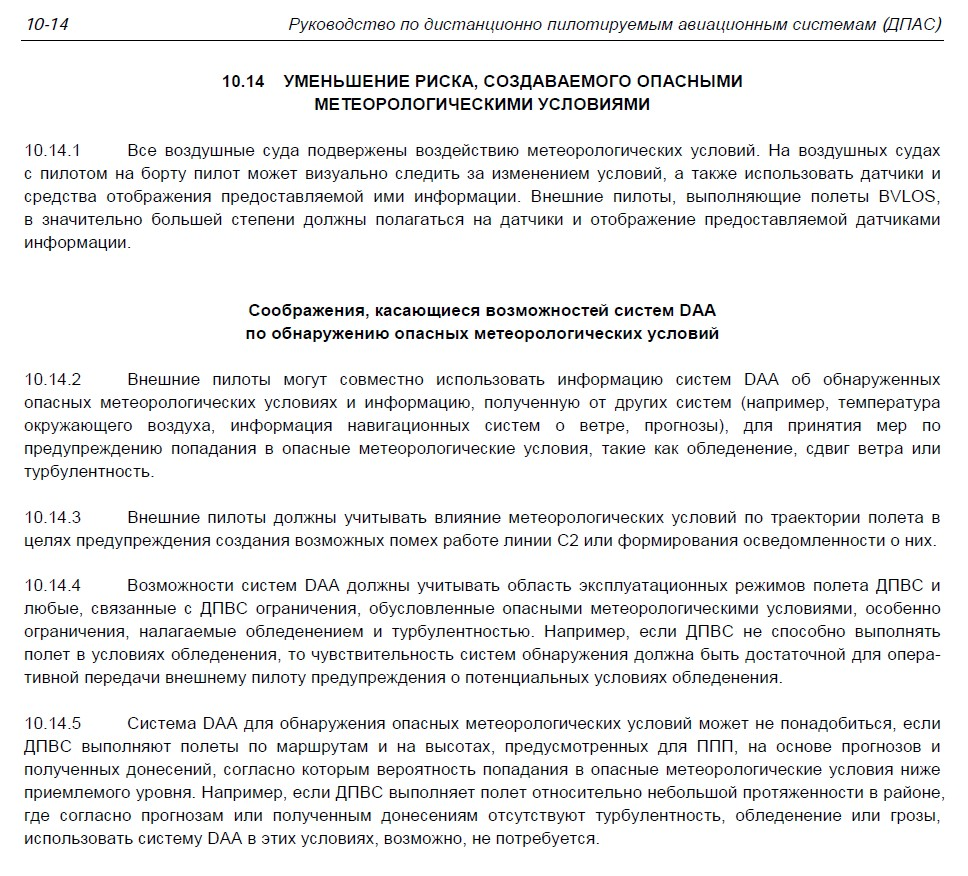 10-14 Руководство по дистанционно пилотируемым авиационным системам (ДПАС)
10.14 УМЕНЬШЕНИЕ РИСКА, СОЗДАВАЕМОГО ОПАСНЫМИ
МЕТЕОРОЛОГИЧЕСКИМИ УСЛОВИЯМИ
10.14.1 Все воздушные суда подвержены воздействию метеорологических условий. На воздушных судах
с пилотом на борту пилот может визуально следить за изменением условий, а также использовать датчики и
средства отображения предоставляемой ими информации. Внешние пилоты, выполняющие полеты BVLOS,
в значительно большей степени должны полагаться на датчики и отображение предоставляемой датчиками
информации.
Соображения, касающиеся возможностей систем DAA
по обнаружению опасных метеорологических условий
10.14.2 Внешние пилоты могут совместно использовать информацию систем DAA об обнаруженных
опасных метеорологических условиях и информацию, полученную от других систем (например, температура
окружающего воздуха, информация навигационных систем о ветре, прогнозы), для принятия мер по
предупреждению попадания в опасные метеорологические условия, такие как обледенение, сдвиг ветра или
турбулентность.
10.14.3 Внешние пилоты должны учитывать влияние метеорологических условий по траектории полета в
целях предупреждения создания возможных помех работе линии C2 или формирования осведомленности о них.
10.14.4 Возможности систем DAA должны учитывать область эксплуатационных режимов полета ДПВС и
любые, связанные с ДПВС ограничения, обусловленные опасными метеорологическими условиями, особенно
ограничения, налагаемые обледенением и турбулентностью. Например, если ДПВС не способно выполнять
полет в условиях обледенения, то чувствительность систем обнаружения должна быть достаточной для опера-
тивной передачи внешнему пилоту предупреждения о потенциальных условиях обледенения.
10.14.5 Система DAA для обнаружения опасных метеорологических условий может не понадобиться, если
ДПВС выполняют полеты по маршрутам и на высотах, предусмотренных для ППП, на основе прогнозов и
полученных донесений, согласно которым вероятность попадания в опасные метеорологические условия ниже
приемлемого уровня. Например, если ДПВС выполняет полет относительно небольшой протяженности в районе,
где согласно прогнозам или полученным донесениям отсутствуют турбулентность, обледенение или грозы,
использовать систему DAA в этих условиях, возможно, не потребуется.